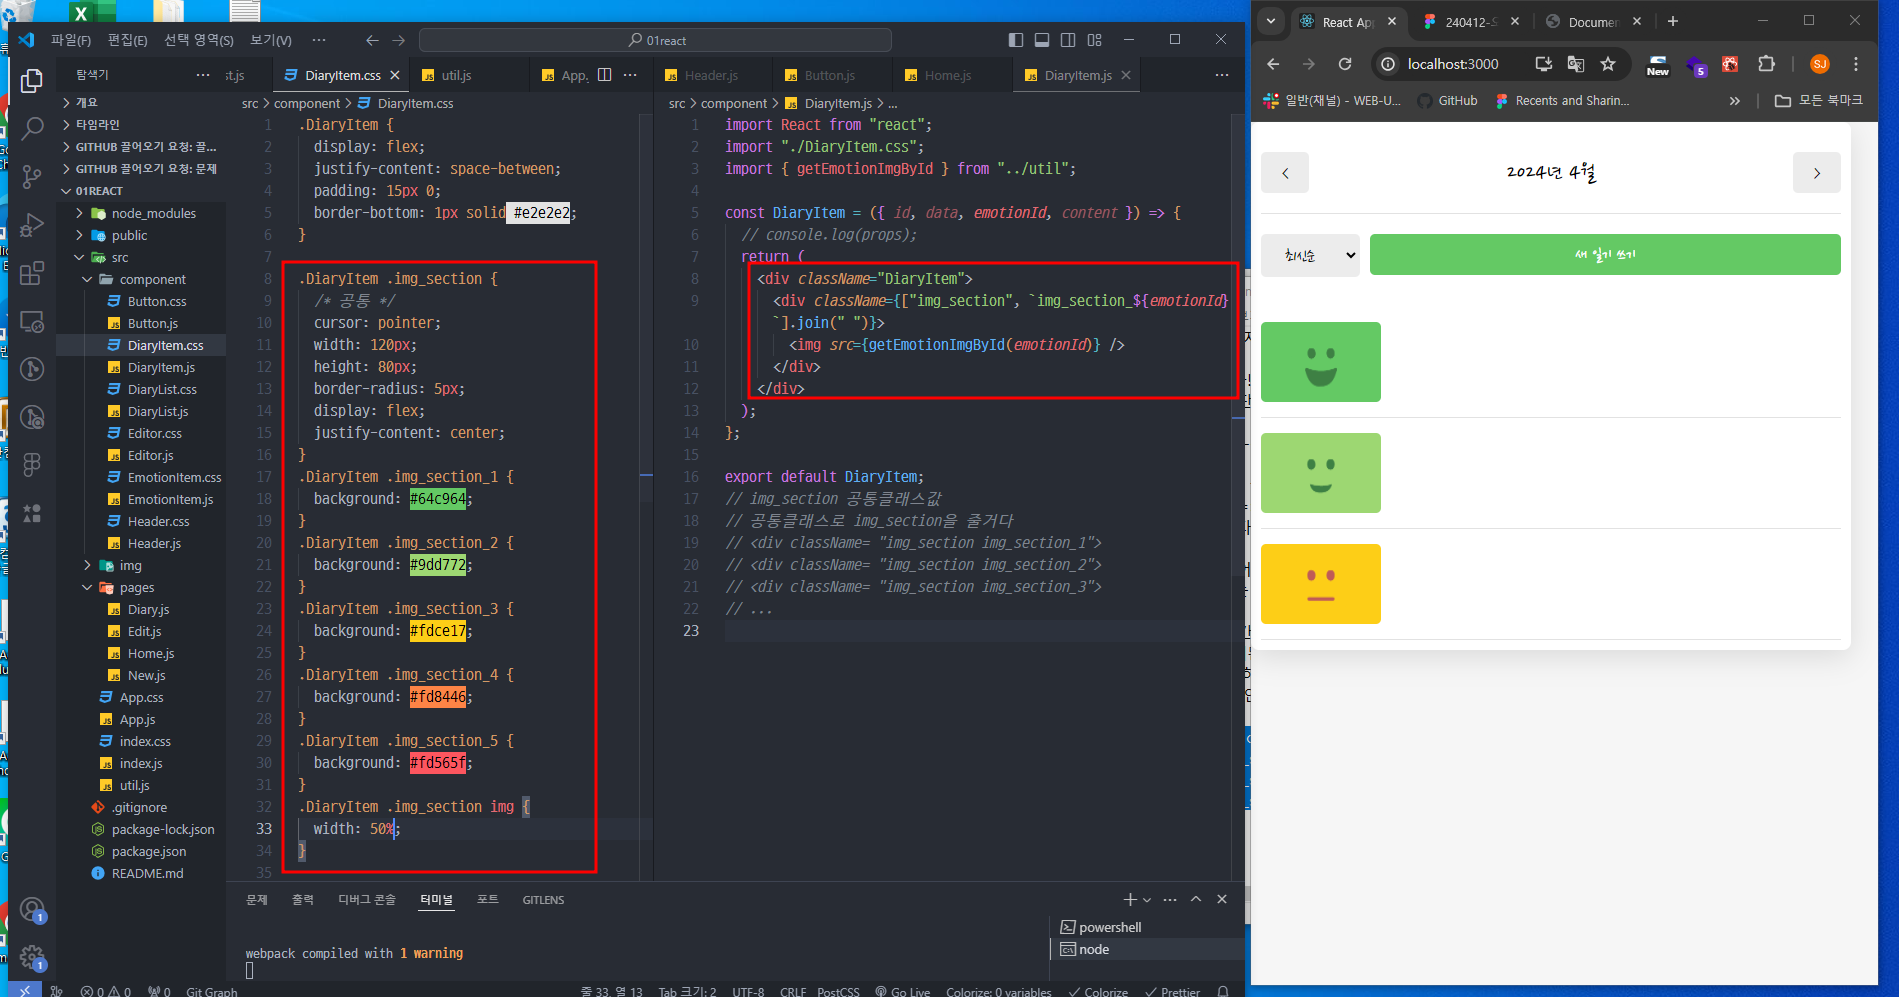 파일(F) 편집(E) 선택 영역(S) 보기(V) ··· 01react
탐색기 ···
개요
타임라인
GITHUB 끌어오기 요청: 끌...
GITHUB 끌어오기 요청: 문제
01REACT
node_modules
public
src
component
Button.css
Button.js
DiaryItem.css
DiaryItem.js
DiaryList.css
DiaryList.js
Editor.css
Editor.js
EmotionItem.css
EmotionItem.js
Header.css
Header.js
img
pages
Diary.js
Edit.js
Home.js
New.js
App.css
App.js
index.css
index.js
util.js
.gitignore
package-lock.json
package.json
README.md
st.js DiaryItem.css util.js App. ···
src > component > DiaryItem.css
1 .DiaryItem {
2 display: flex;
3 justify-content: space-between;
4 padding: 15px 0;
5 border-bottom: 1px solid #e2e2e2;
6 }
7
8 .DiaryItem .img_section {
9 /* 공통 */
10 cursor: pointer;
11 width: 120px;
12 height: 80px;
13 border-radius: 5px;
14 display: flex;
15 justify-content: center;
16 }
17 .DiaryItem .img_section_1 {
18 background: #64c964;
19 }
20 .DiaryItem .img_section_2 {
21 background: #9dd772;
22 }
23 .DiaryItem .img_section_3 {
24 background: #fdce17;
25 }
26 .DiaryItem .img_section_4 {
27 background: #fd8446;
28 }
29 .DiaryItem .img_section_5 {
30 background: #fd565f;
31 }
32 .DiaryItem .img_section img {
33 width: 50%;
34 }
35
Header.js Button.js Home.js DiaryItem.js ···
src > component > DiaryItem.js > ...
1 import React from "react";
2 import "./DiaryItem.css";
3 import { getEmotionImgById } from "../util";
4
5 const DiaryItem = ({ id, data, emotionId, content }) => {
6 // console.log(props);
7 return (
8 <div className="DiaryItem">
9 <div className={["img_section", `img_section_${emotionId}
`].join(" ")}>
10 <img src={getEmotionImgById(emotionId)} />
11 </div>
12 </div>
13 );
14 };
15
16 export default DiaryItem;
17 // img_section 공통클래스값
18 // 공통클래스로 img_section을 줄거다
19 // <div className= "img_section img_section_1">
20 // <div className= "img_section img_section_2">
21 // <div className= "img_section img_section_3">
22 // ...
23
문제 출력 디버그 콘솔 터미널 포트 GITLENS
webpack compiled with 1 warning
powershell
node
1
1
0 0 0 Git Graph 줄 33, 열 13 Tab 크기: 2 UTF-8 CRLF PostCSS Go Live Colorize: 0 variables Colorize Prettier
React Ap 240412- Documen
localhost:3000 New 5 SJ
일반(채널) - WEB-U... GitHub Recents and Sharin... » 모든 북마크
< 2024년 4월 >
최신순 새 일기 쓰기